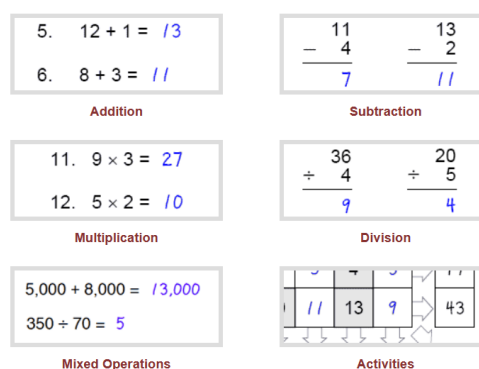 5. 12 + 1 = 13
6. 8 + 3 = 11
Addition
11 13
− 4 − 2
7 11
Subtraction
11. 9 × 3 = 27
12. 5 × 2 = 10
Multiplication
36 20
÷ 4 ÷ 5
9 4
Division
5,000 + 8,000 = 13,000
350 ÷ 70 = 5
Mixed Operations
11 13 9 43
Activities